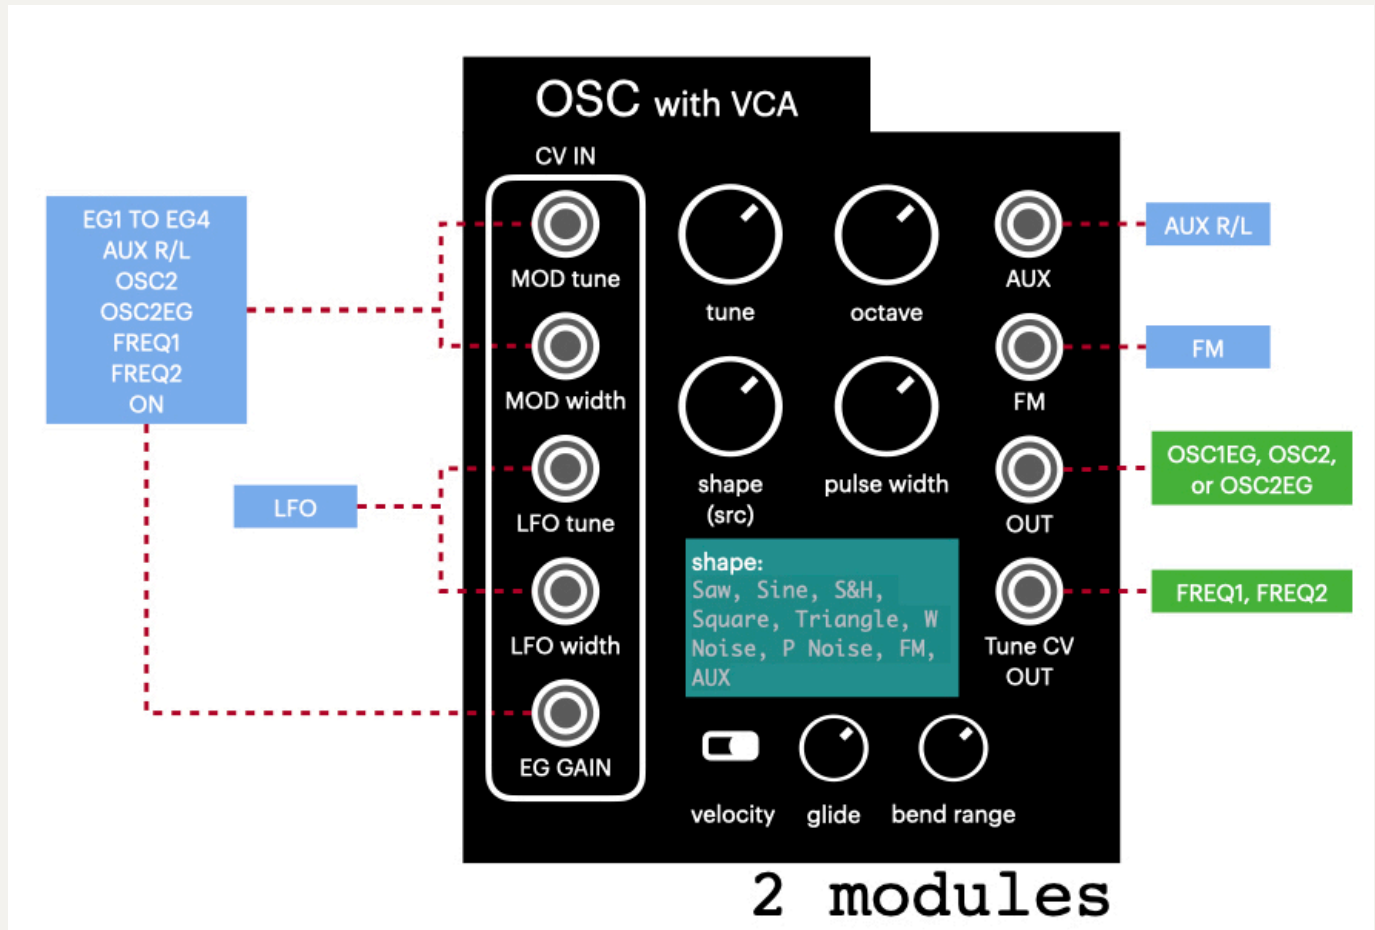 OSC with VCA
CV IN
EG1 TO EG4
AUX R/L
OSC2
OSC2EG
FREQ1
FREQ2
ON
LFO
MOD tune
MOD width
LFO tune
LFO width
EG GAIN
tune
octave
shape
(src)
pulse width
shape:
Saw, Sine, S&H,
Square, Triangle, W
Noise, P Noise, FM,
AUX
velocity
glide
bend range
AUX
FM
OUT
Tune CV
OUT
AUX R/L
FM
OSC1EG, OSC2,
or OSC2EG
FREQ1, FREQ2
2 modules